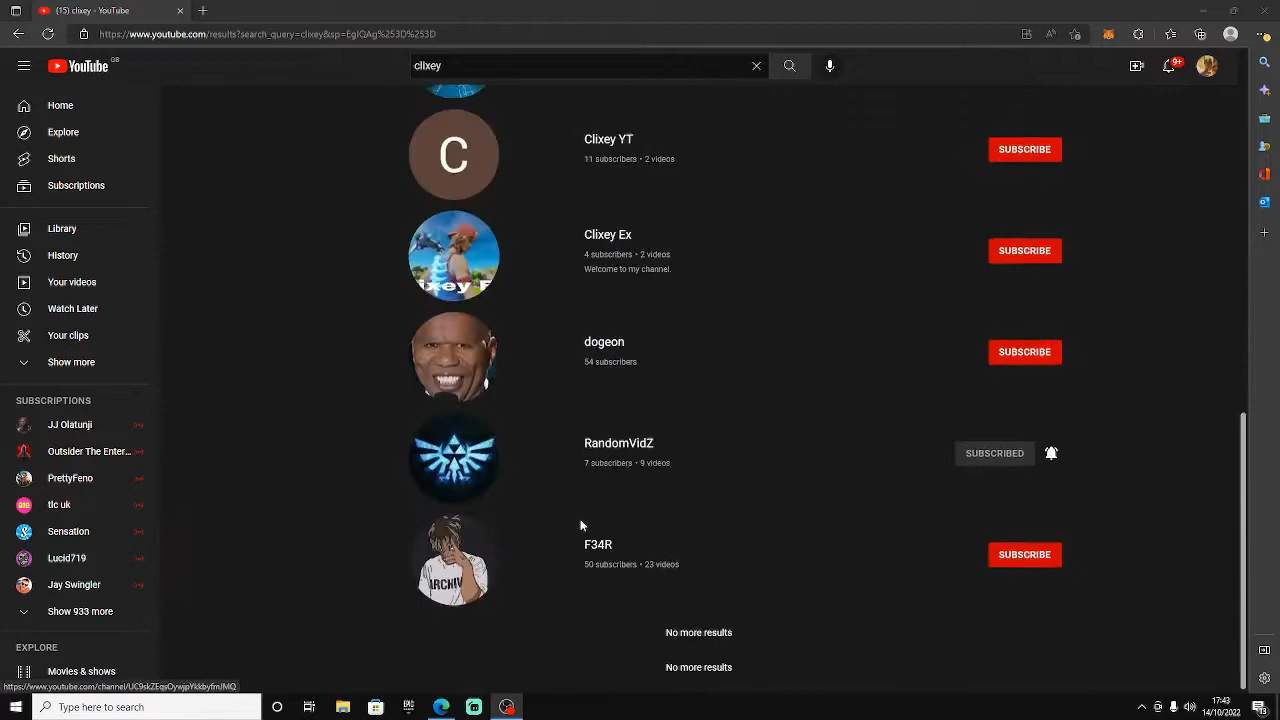 (15) clixey - YouTube
https://www.youtube.com/results?search_query=clixey&sp=EgIQAg%253D%253D
YouTube GB
clixey
9+
Home
Explore
Shorts
Subscriptions
Library
History
Your videos
Watch Later
Your clips
Show more
SUBSCRIPTIONS
JJ Olatunji
Outside The Enter...
PrettyFeno
tlc uk
Sensation
Lucid719
Jay Swingler
Show 933 more
EXPLORE
Movies & shows
C
Clixey YT
11 subscribers • 2 videos
SUBSCRIBE
Clixey Ex
4 subscribers • 2 videos
Welcome to my channel.
SUBSCRIBE
dogeon
54 subscribers
SUBSCRIBE
RandomVidZ
7 subscribers • 9 videos
SUBSCRIBED
F34R
50 subscribers • 23 videos
SUBSCRIBE
ARCHIV
No more results
No more results
Type here to search
17:43
14/10/2022